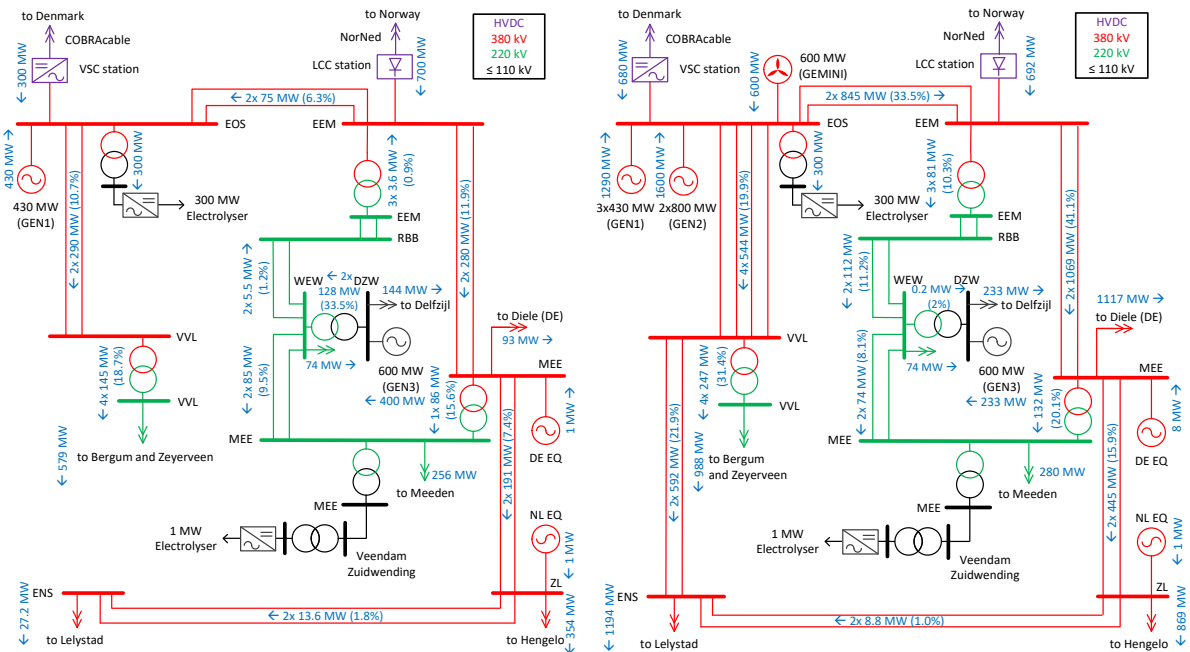 to Denmark
COBRAcable
VSC station
↓ 300 MW
to Norway
NorNed
LCC station
↓ 700 MW
HVDC
380 kV
220 kV
≤ 110 kV
← 2x 75 MW (6.3%)
EOS
EEM
430 MW →
430 MW
(GEN1)
↓ 300 MW
300 MW
Electrolyser
← 2x 290 MW (10.7%)
3x 3.6 MW →
(0.9%)
← 2x 280 MW (11.9%)
EEM
RBB
2x 5.5 MW →
(1.2%)
WEW
← 2x
128 MW
(33.5%)
DZW
144 MW →
to Delfzijl
600 MW
(GEN3)
← 400 MW
74 MW →
← 2x 85 MW
(9.5%)
to Diele (DE)
93 MW →
VVL
MEE
← 4x 145 MW
(18.7%)
VVL
← 1x 86 MW
(15.6%)
1 MW →
DE EQ
MEE
to Bergum and Zeyerveen
← 579 MW
256 MW
to Meeden
← 2x 191 MW (7.4%)
MEE
1 MW
Electrolyser
Veendam
Zuidwending
NL EQ
← 1 MW
ENS
ZL
← 27.2 MW
← 2x 13.6 MW (1.8%)
to Lelystad
to Hengelo
← 354 MW
to Denmark
COBRAcable
VSC station
← 680 MW
600 MW
(GEMINI)
← 600 MW
to Norway
NorNed
LCC station
← 692 MW
HVDC
380 kV
220 kV
≤ 110 kV
2x 845 MW (33.5%) →
EOS
EEM
1290 MW →
1600 MW →
3x430 MW
(GEN1)
2x800 MW
(GEN2)
← 300 MW
300 MW
Electrolyser
← 4x 544 MW (19.9%)
← 3x 81 MW
(10.3%)
← 2x 1069 MW (41.1%)
EEM
RBB
← 2x 112 MW
(11.2%)
WEW
0.2 MW →
(2%)
DZW
233 MW →
to Delfzijl
600 MW
(GEN3)
← 233 MW
74 MW →
← 2x 74 MW (8.1%)
1117 MW →
to Diele (DE)
VVL
MEE
← 4x 247 MW
(31.4%)
VVL
← 132 MW
(20.1%)
8 MW →
DE EQ
MEE
to Bergum
and Zeyerveen
← 988 MW
← 2x 592 MW (21.9%)
280 MW
to Meeden
← 2x 445 MW (15.9%)
MEE
1 MW
Electrolyser
Veendam
Zuidwending
NL EQ
← 1 MW
ENS
ZL
← 1194 MW
← 2x 8.8 MW (1.0%)
to Lelystad
to Hengelo
← 869 MW